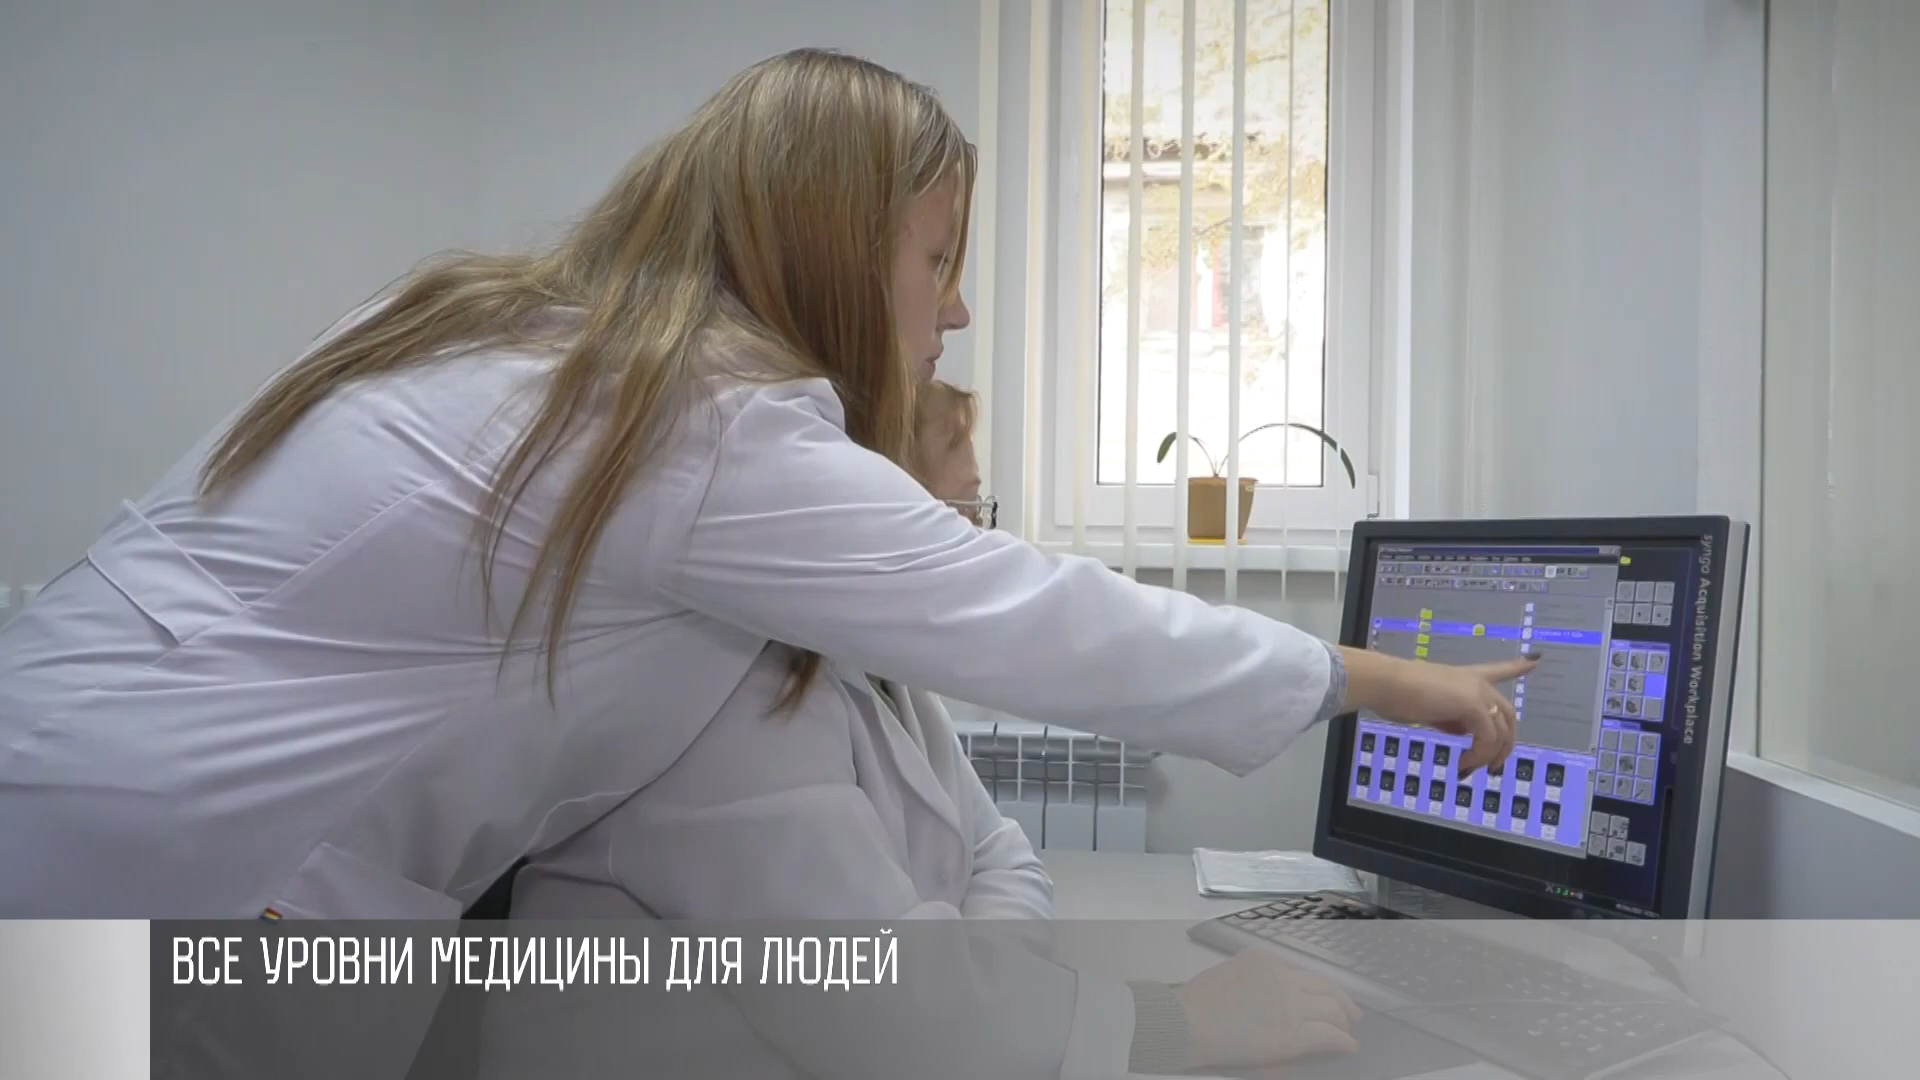 syngo Acquisition Workplace
ВСЕ УРОВНИ МЕДИЦИНЫ ДЛЯ ЛЮДЕЙ